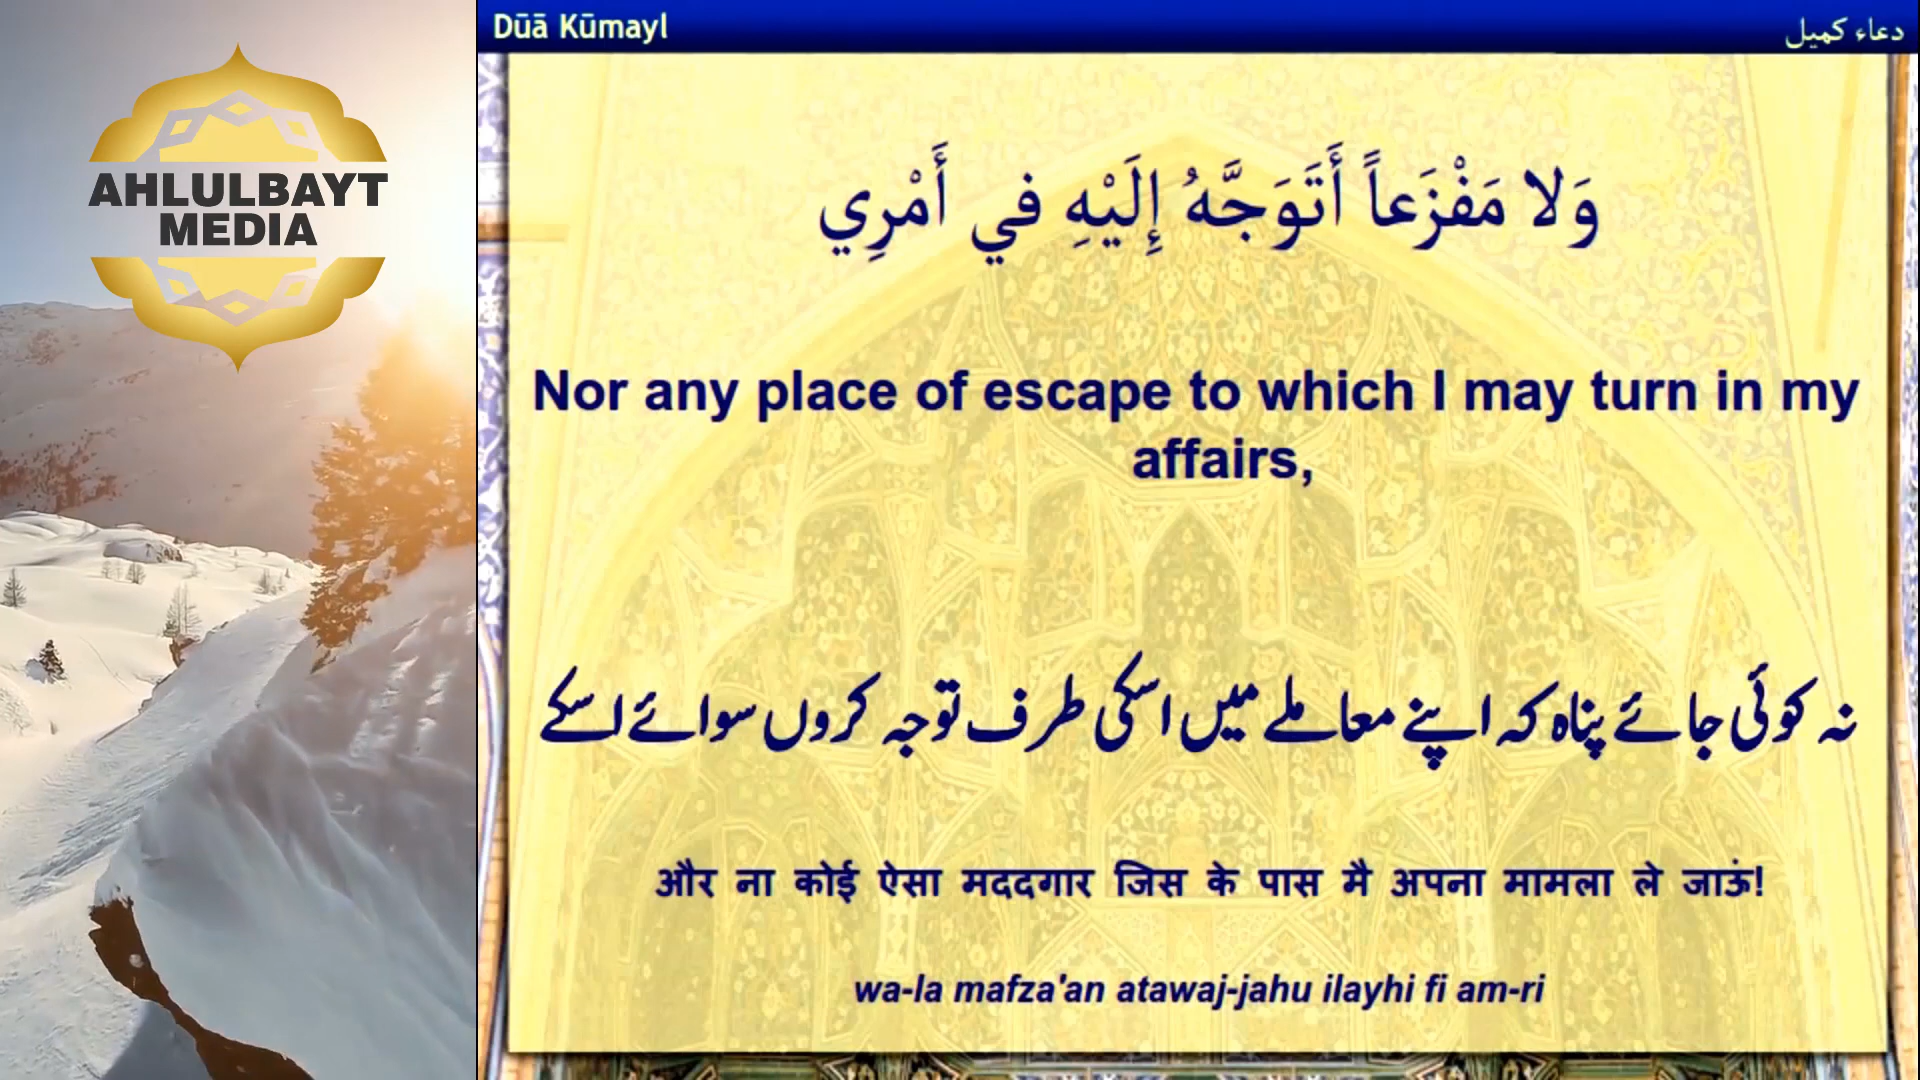 AHLULBAYT
MEDIA
Dūā Kūmayl
دعاء كميل
وَلا مَفْزَعاً أَتَوَجَّهُ إِلَيْهِ في أَمْرِي
Nor any place of escape to which I may turn in my
affairs,
نہ کوئی جائے پناہ کہ اپنے معاملے میں اسکی طرف توجہ کروں سوائے اسکے
और ना कोई ऐसा मददगार जिस के पास मै अपना मामला ले जाऊं!
wa-la mafza'an atawaj-jahu ilayhi fi am-ri